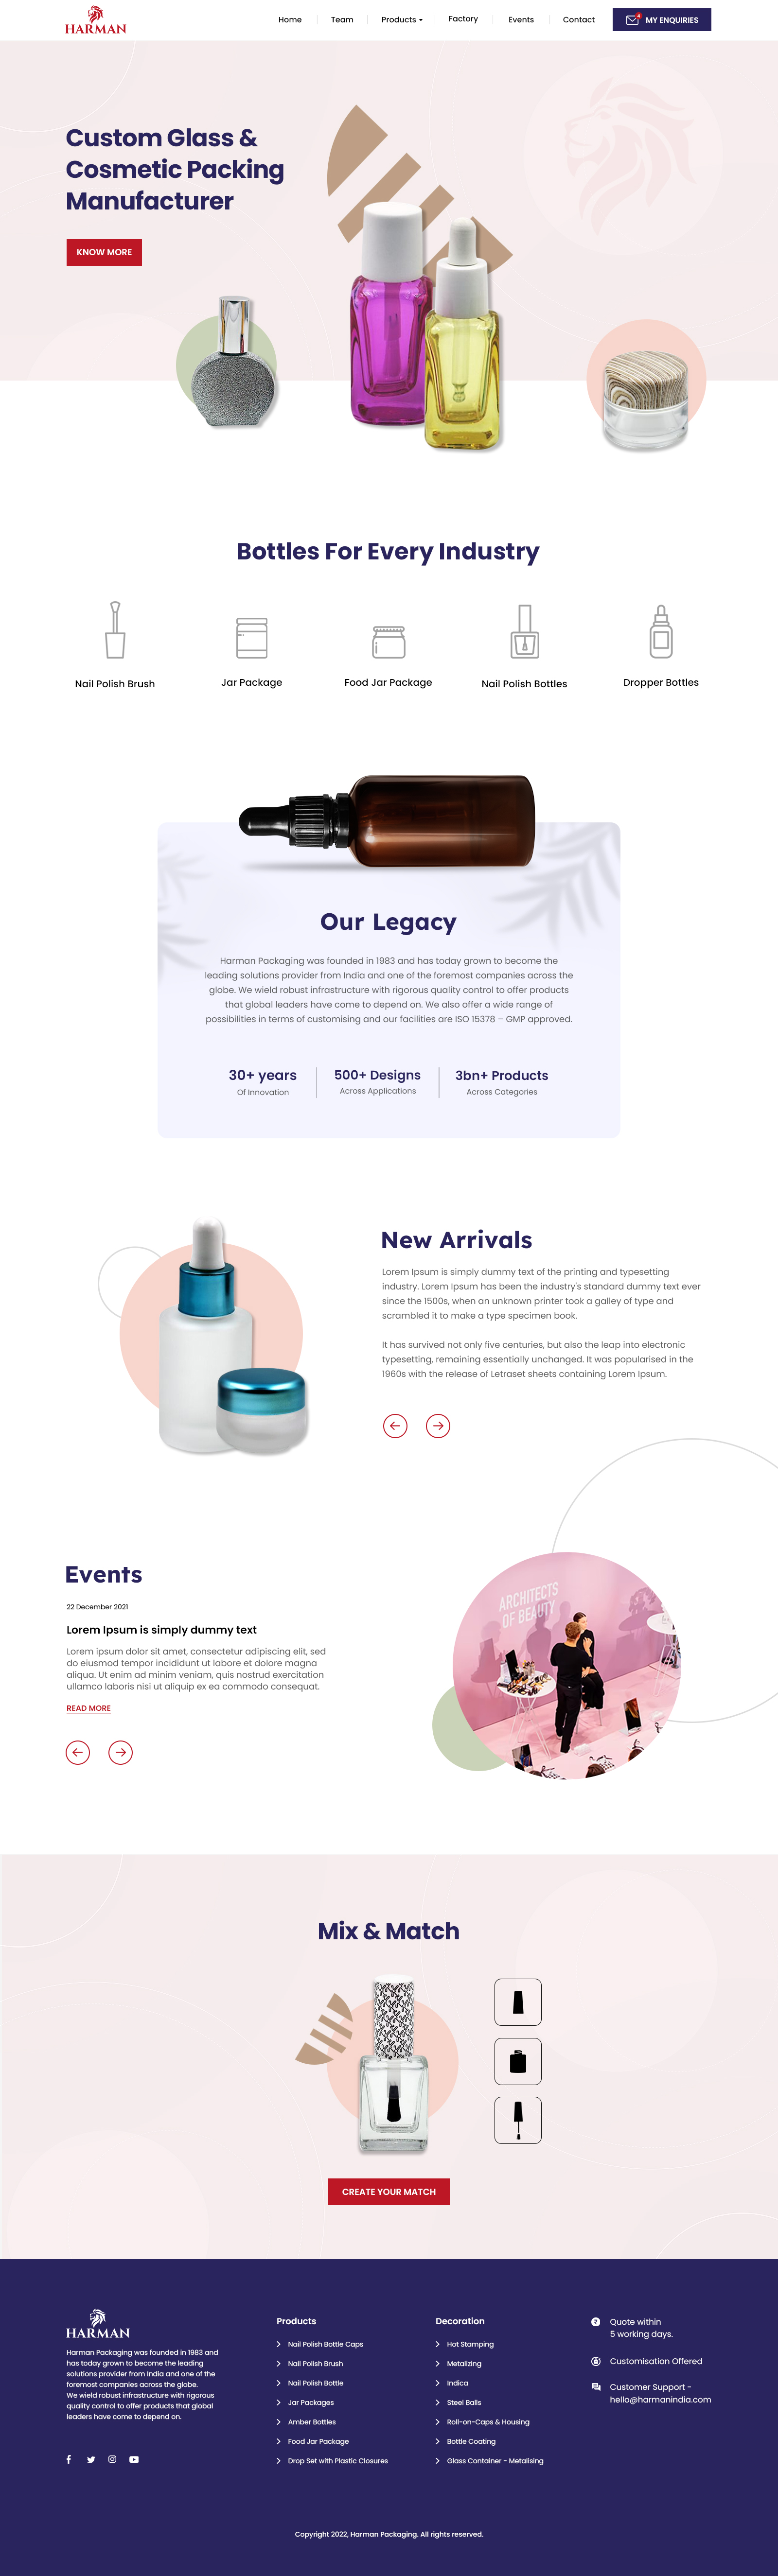 HARMAN
Home
Team
Products
Factory
Events
Contact
MY ENQUIRIES
Custom Glass &
Cosmetic Packing
Manufacturer
KNOW MORE
Bottles For Every Industry
Nail Polish Brush
Jar Package
Food Jar Package
Nail Polish Bottles
Dropper Bottles
Our Legacy
Harman Packaging was founded in 1983 and has today grown to become the
leading solutions provider from India and one of the foremost companies across the
globe. We wield robust infrastructure with rigorous quality control to offer products
that global leaders have come to depend on. We also offer a wide range of
possibilities in terms of customising and our facilities are ISO 15378 – GMP approved.
30+ years
Of Innovation
500+ Designs
Across Applications
3bn+ Products
Across Categories
New Arrivals
Lorem Ipsum is simply dummy text of the printing and typesetting
industry. Lorem Ipsum has been the industry's standard dummy text ever
since the 1500s, when an unknown printer took a galley of type and
scrambled it to make a type specimen book.
It has survived not only five centuries, but also the leap into electronic
typesetting, remaining essentially unchanged. It was popularised in the
1960s with the release of Letraset sheets containing Lorem Ipsum.
Events
22 December 2021
Lorem Ipsum is simply dummy text
Lorem ipsum dolor sit amet, consectetur adipiscing elit, sed
do eiusmod tempor incididunt ut labore et dolore magna
aliqua. Ut enim ad minim veniam, quis nostrud exercitation
ullamco laboris nisi ut aliquip ex ea commodo consequat.
READ MORE
ARCHITECTS
OF BEAUTY
Mix & Match
CREATE YOUR MATCH
HARMAN
Harman Packaging was founded in 1983 and
has today grown to become the leading
solutions provider from India and one of the
foremost companies across the globe.
We wield robust infrastructure with rigorous
quality control to offer products that global
leaders have come to depend on.
Products
Nail Polish Bottle Caps
Nail Polish Brush
Nail Polish Bottle
Jar Packages
Amber Bottles
Food Jar Package
Drop Set with Plastic Closures
Decoration
Hot Stamping
Metalizing
Indica
Steel Balls
Roll-on-Caps & Housing
Bottle Coating
Glass Container - Metalising
Quote within
5 working days.
Customisation Offered
Customer Support -
hello@harmanindia.com
Copyright 2022, Harman Packaging. All rights reserved.